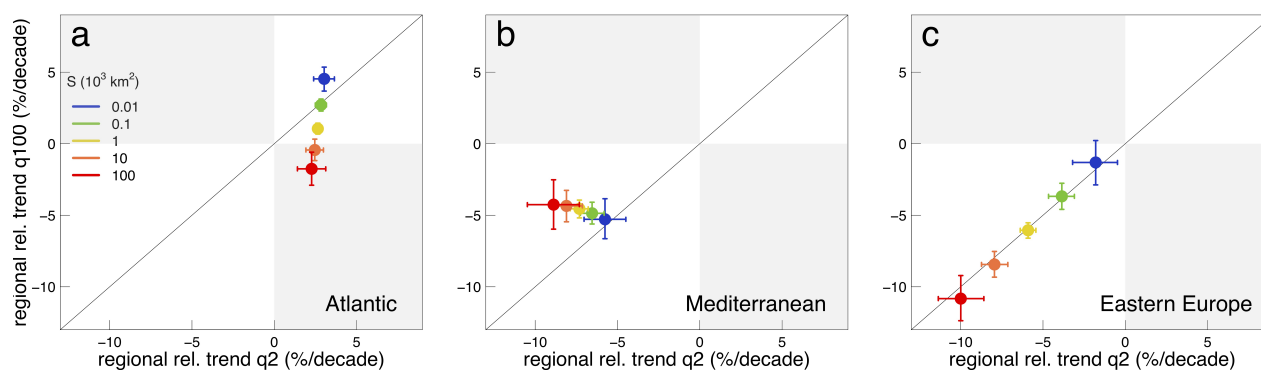 a
b
c
regional rel. trend q100 (%/decade)
S (10³ km²)
0.01
0.1
1
10
100
5
0
−5
−10
5
0
−5
−10
5
0
−5
−10
Atlantic
Mediterranean
Eastern Europe
−10 −5 0 5
−10 −5 0 5
−10 −5 0 5
regional rel. trend q2 (%/decade)
regional rel. trend q2 (%/decade)
regional rel. trend q2 (%/decade)